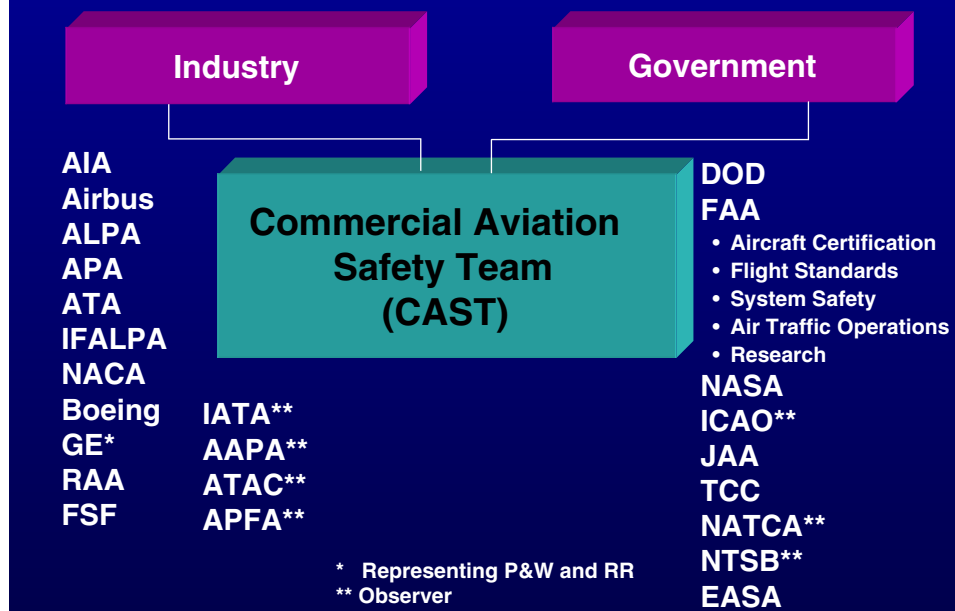 Industry
Government
Commercial Aviation
Safety Team
(CAST)
AIA
Airbus
ALPA
APA
ATA
IFALPA
NACA
Boeing
GE*
RAA
FSF
IATA**
AAPA**
ATAC**
APFA**
DOD
FAA
• Aircraft Certification
• Flight Standards
• System Safety
• Air Traffic Operations
• Research
NASA
ICAO**
JAA
TCC
NATCA**
NTSB**
EASA
* Representing P&W and RR
** Observer